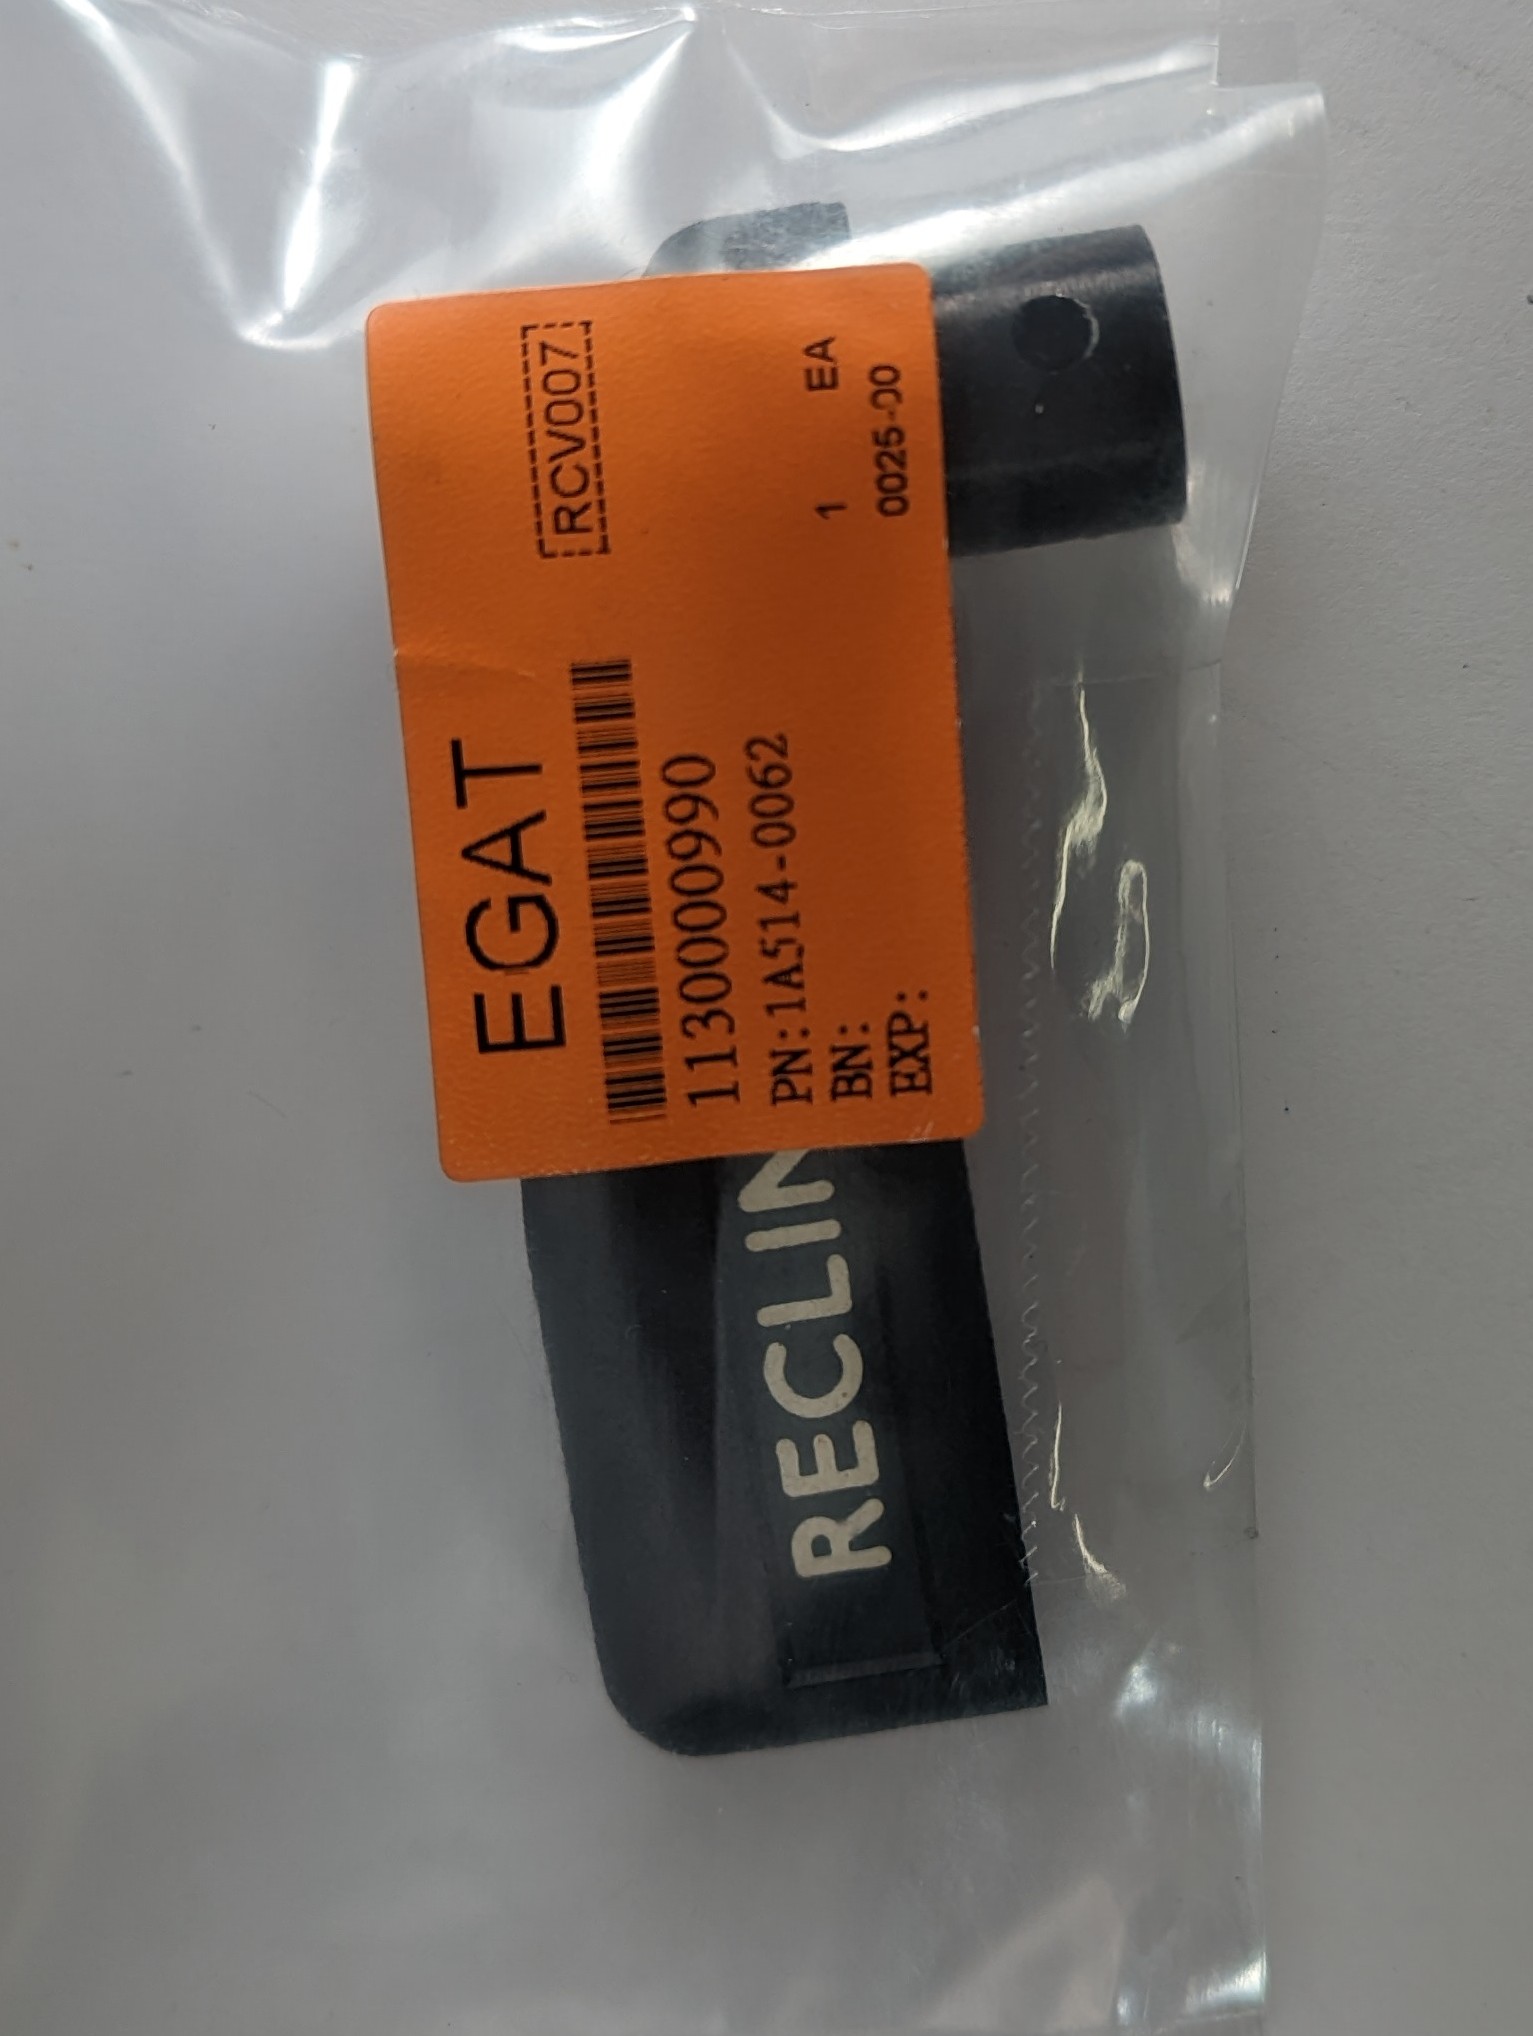 EGAT
RCV007
1130000990
PN:1A514-0062
BN: 1 EA
EXP: 0025-00
RECLIN